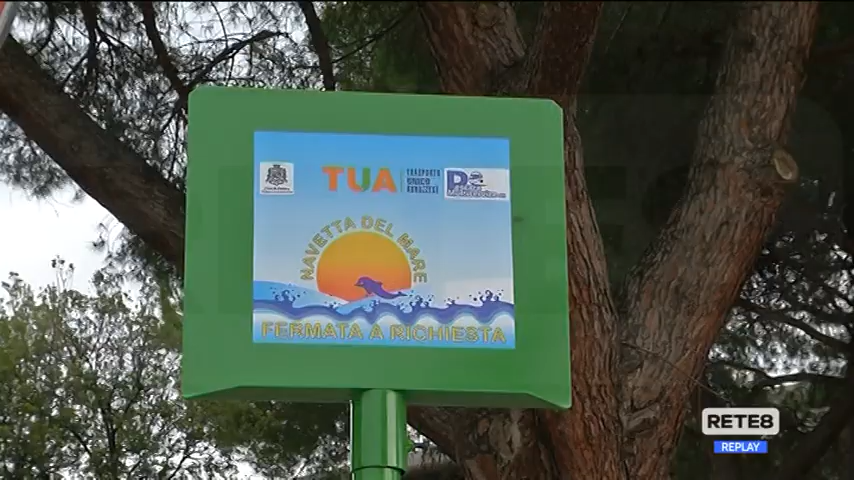 TUA
TRASPORTO
UNICO
ABRUZZESE
NAVETTA DEL MARE
FERMATA A RICHIESTA
RETE8
REPLAY